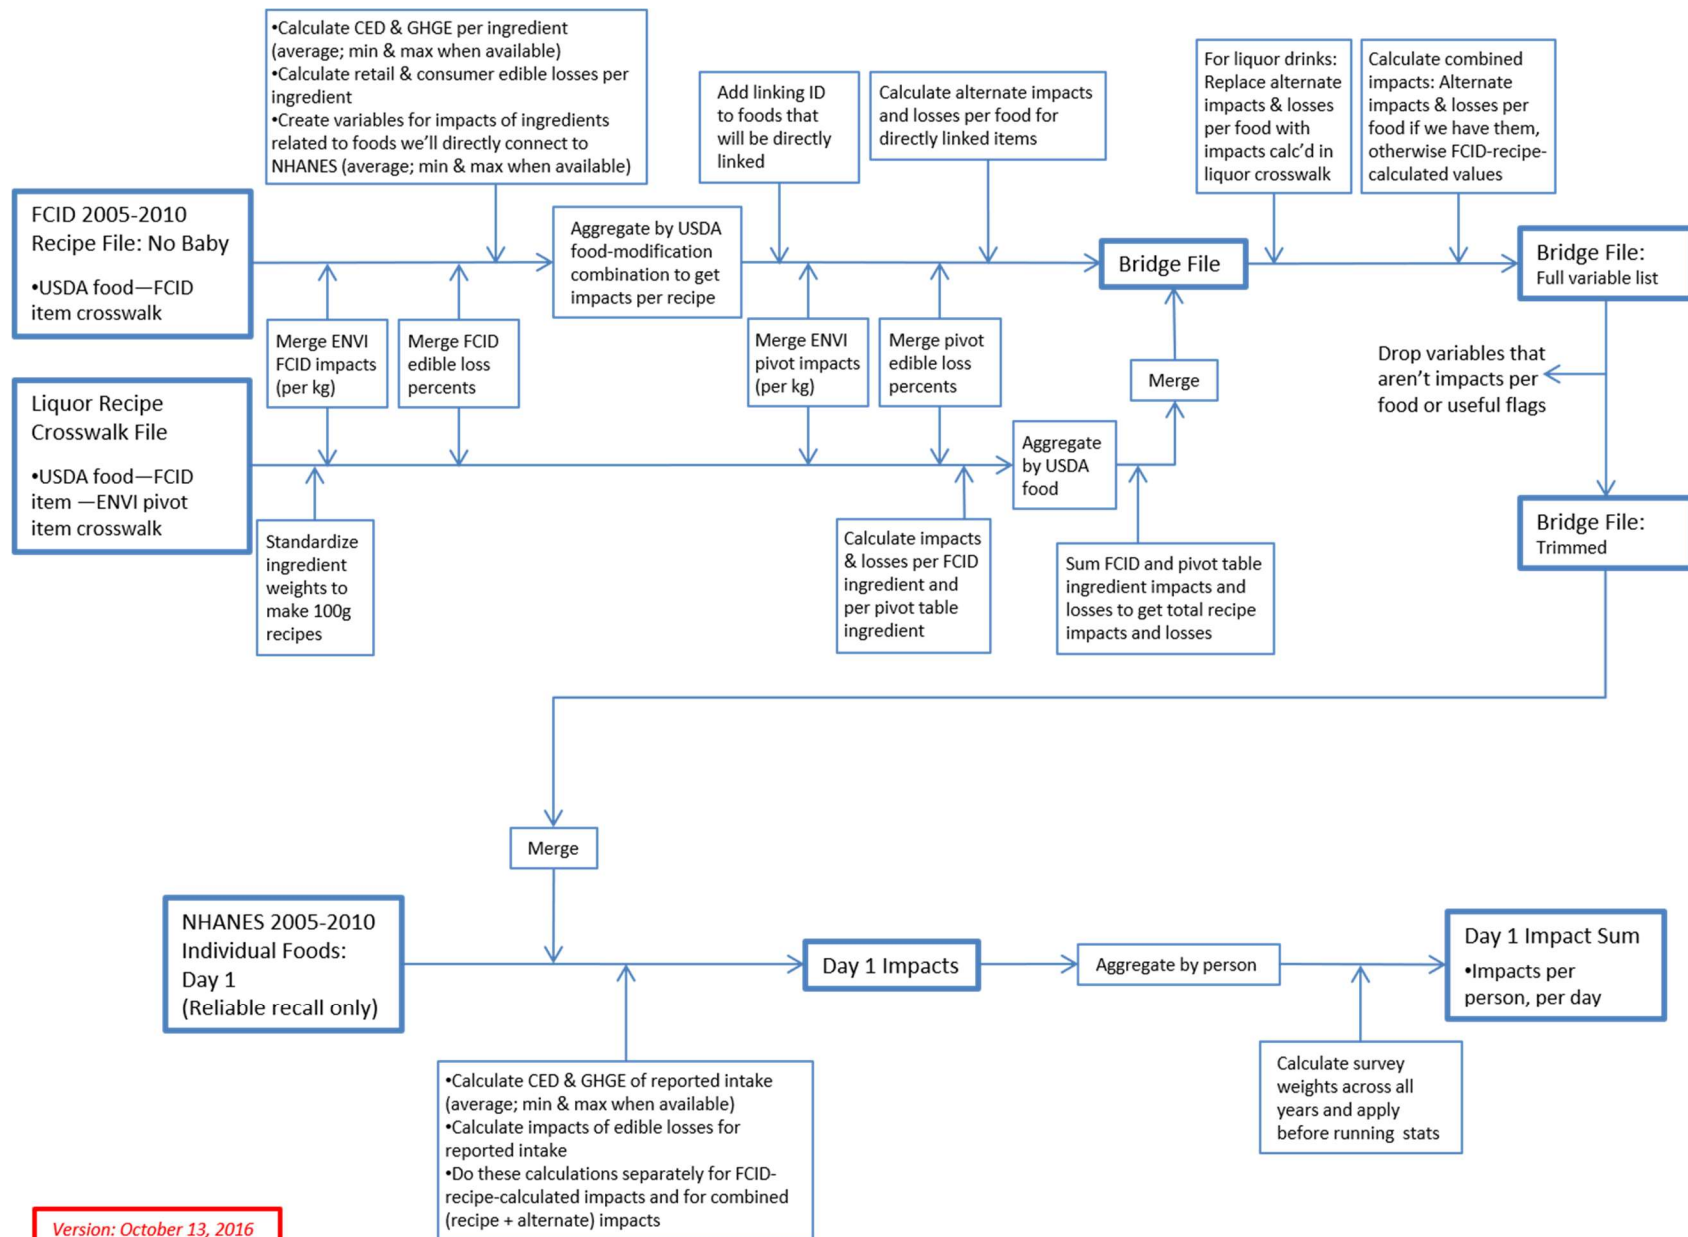 •Calculate CED & GHGE per ingredient
(average; min & max when available)
•Calculate retail & consumer edible losses per
ingredient
•Create variables for impacts of ingredients
related to foods we'll directly connect to
NHANES (average; min & max when available)
Add linking ID
to foods that
will be directly
linked
Calculate alternate impacts
and losses per food for
directly linked items
For liquor drinks:
Replace alternate
impacts & losses
per food with
impacts calc'd in
liquor crosswalk
Calculate combined
impacts: Alternate
impacts & losses per
food if we have them,
otherwise FCID-recipe-
calculated values
FCID 2005-2010
Recipe File: No Baby
•USDA food—FCID
item crosswalk
Aggregate by USDA
food-modification
combination to get
impacts per recipe
Bridge File
Bridge File:
Full variable list
Merge ENVI
FCID impacts
(per kg)
Merge FCID
edible loss
percents
Merge ENVI
pivot impacts
(per kg)
Merge pivot
edible loss
percents
Merge
Drop variables that
aren't impacts per
food or useful flags
Liquor Recipe
Crosswalk File
•USDA food—FCID
item —ENVI pivot
item crosswalk
Aggregate
by USDA
food
Standardize
ingredient
weights to
make 100g
recipes
Calculate impacts
& losses per FCID
ingredient and
per pivot table
ingredient
Sum FCID and pivot table
ingredient impacts and
losses to get total recipe
impacts and losses
Bridge File:
Trimmed
Merge
NHANES 2005-2010
Individual Foods:
Day 1
(Reliable recall only)
Day 1 Impacts
Aggregate by person
Day 1 Impact Sum
•Impacts per
person, per day
•Calculate CED & GHGE of reported intake
(average; min & max when available)
•Calculate impacts of edible losses for
reported intake
•Do these calculations separately for FCID-
recipe-calculated impacts and for combined
(recipe + alternate) impacts
Calculate survey
weights across all
years and apply
before running stats
Version: October 13, 2016